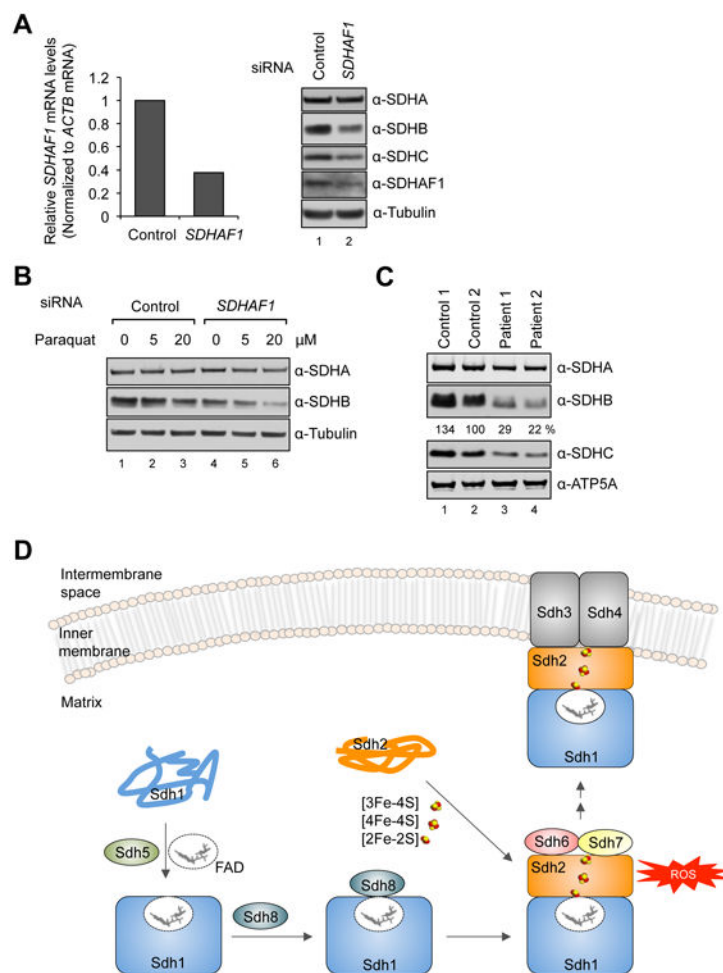 A
Relative SDHAF1 mRNA levels
(Normalized to ACTB mRNA)
1.2
1
0.8
0.6
0.4
0.2
0
Control SDHAF1
siRNA
Control
SDHAF1
α-SDHA
α-SDHB
α-SDHC
α-SDHAF1
α-Tubulin
1 2
B
siRNA Control SDHAF1
Paraquat 0 5 20 0 5 20 μM
α-SDHA
α-SDHB
α-Tubulin
1 2 3 4 5 6
C
Control 1
Control 2
Patient 1
Patient 2
α-SDHA
α-SDHB
134 100 29 22 %
α-SDHC
α-ATP5A
1 2 3 4
D
Intermembrane
space
Inner
membrane
Matrix
Sdh3 Sdh4
Sdh2
Sdh1
Sdh1
Sdh5
FAD
Sdh1
Sdh8
Sdh2
[3Fe-4S]
[4Fe-4S]
[2Fe-2S]
Sdh8
Sdh1
Sdh6 Sdh7
Sdh2
ROS
Sdh1